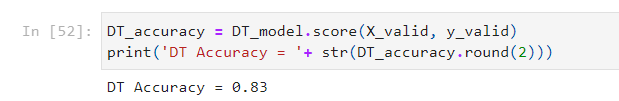 In [52]: DT_accuracy = DT_model.score(X_valid, y_valid)
print('DT Accuracy = '+ str(DT_accuracy.round(2)))
DT Accuracy = 0.83